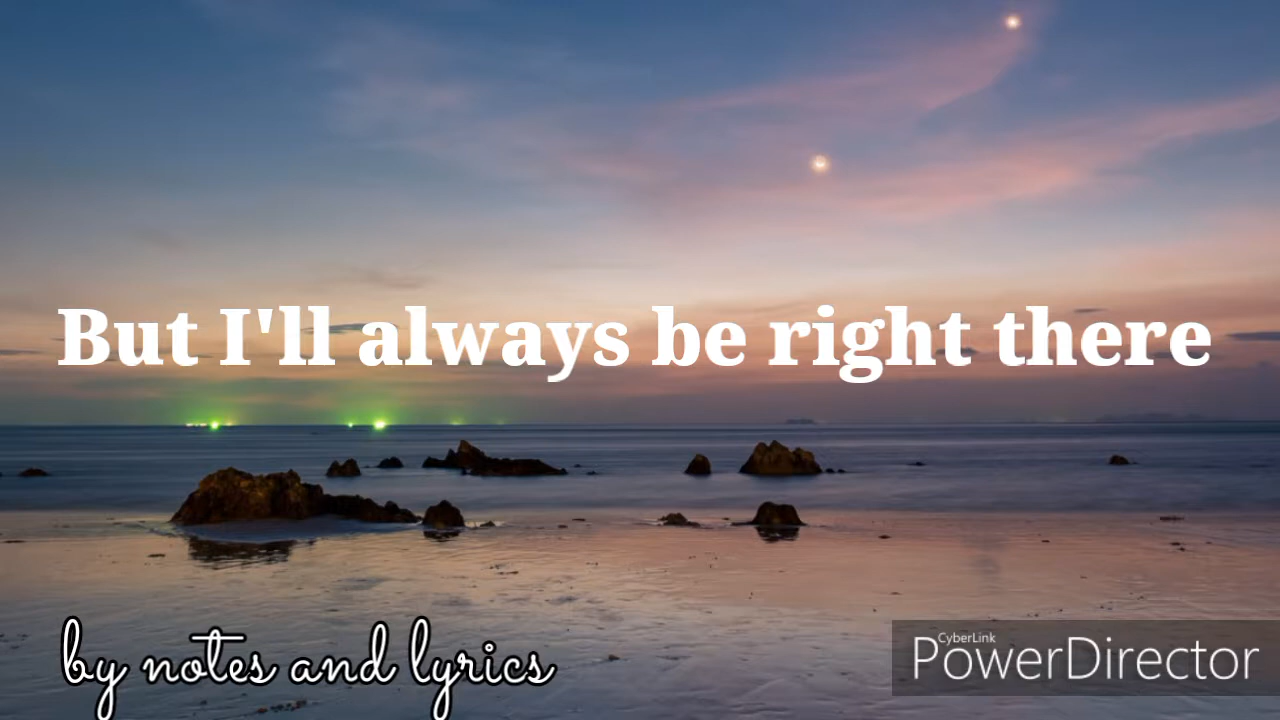 But I'll always be right there
by notes and lyrics
CyberLink
PowerDirector